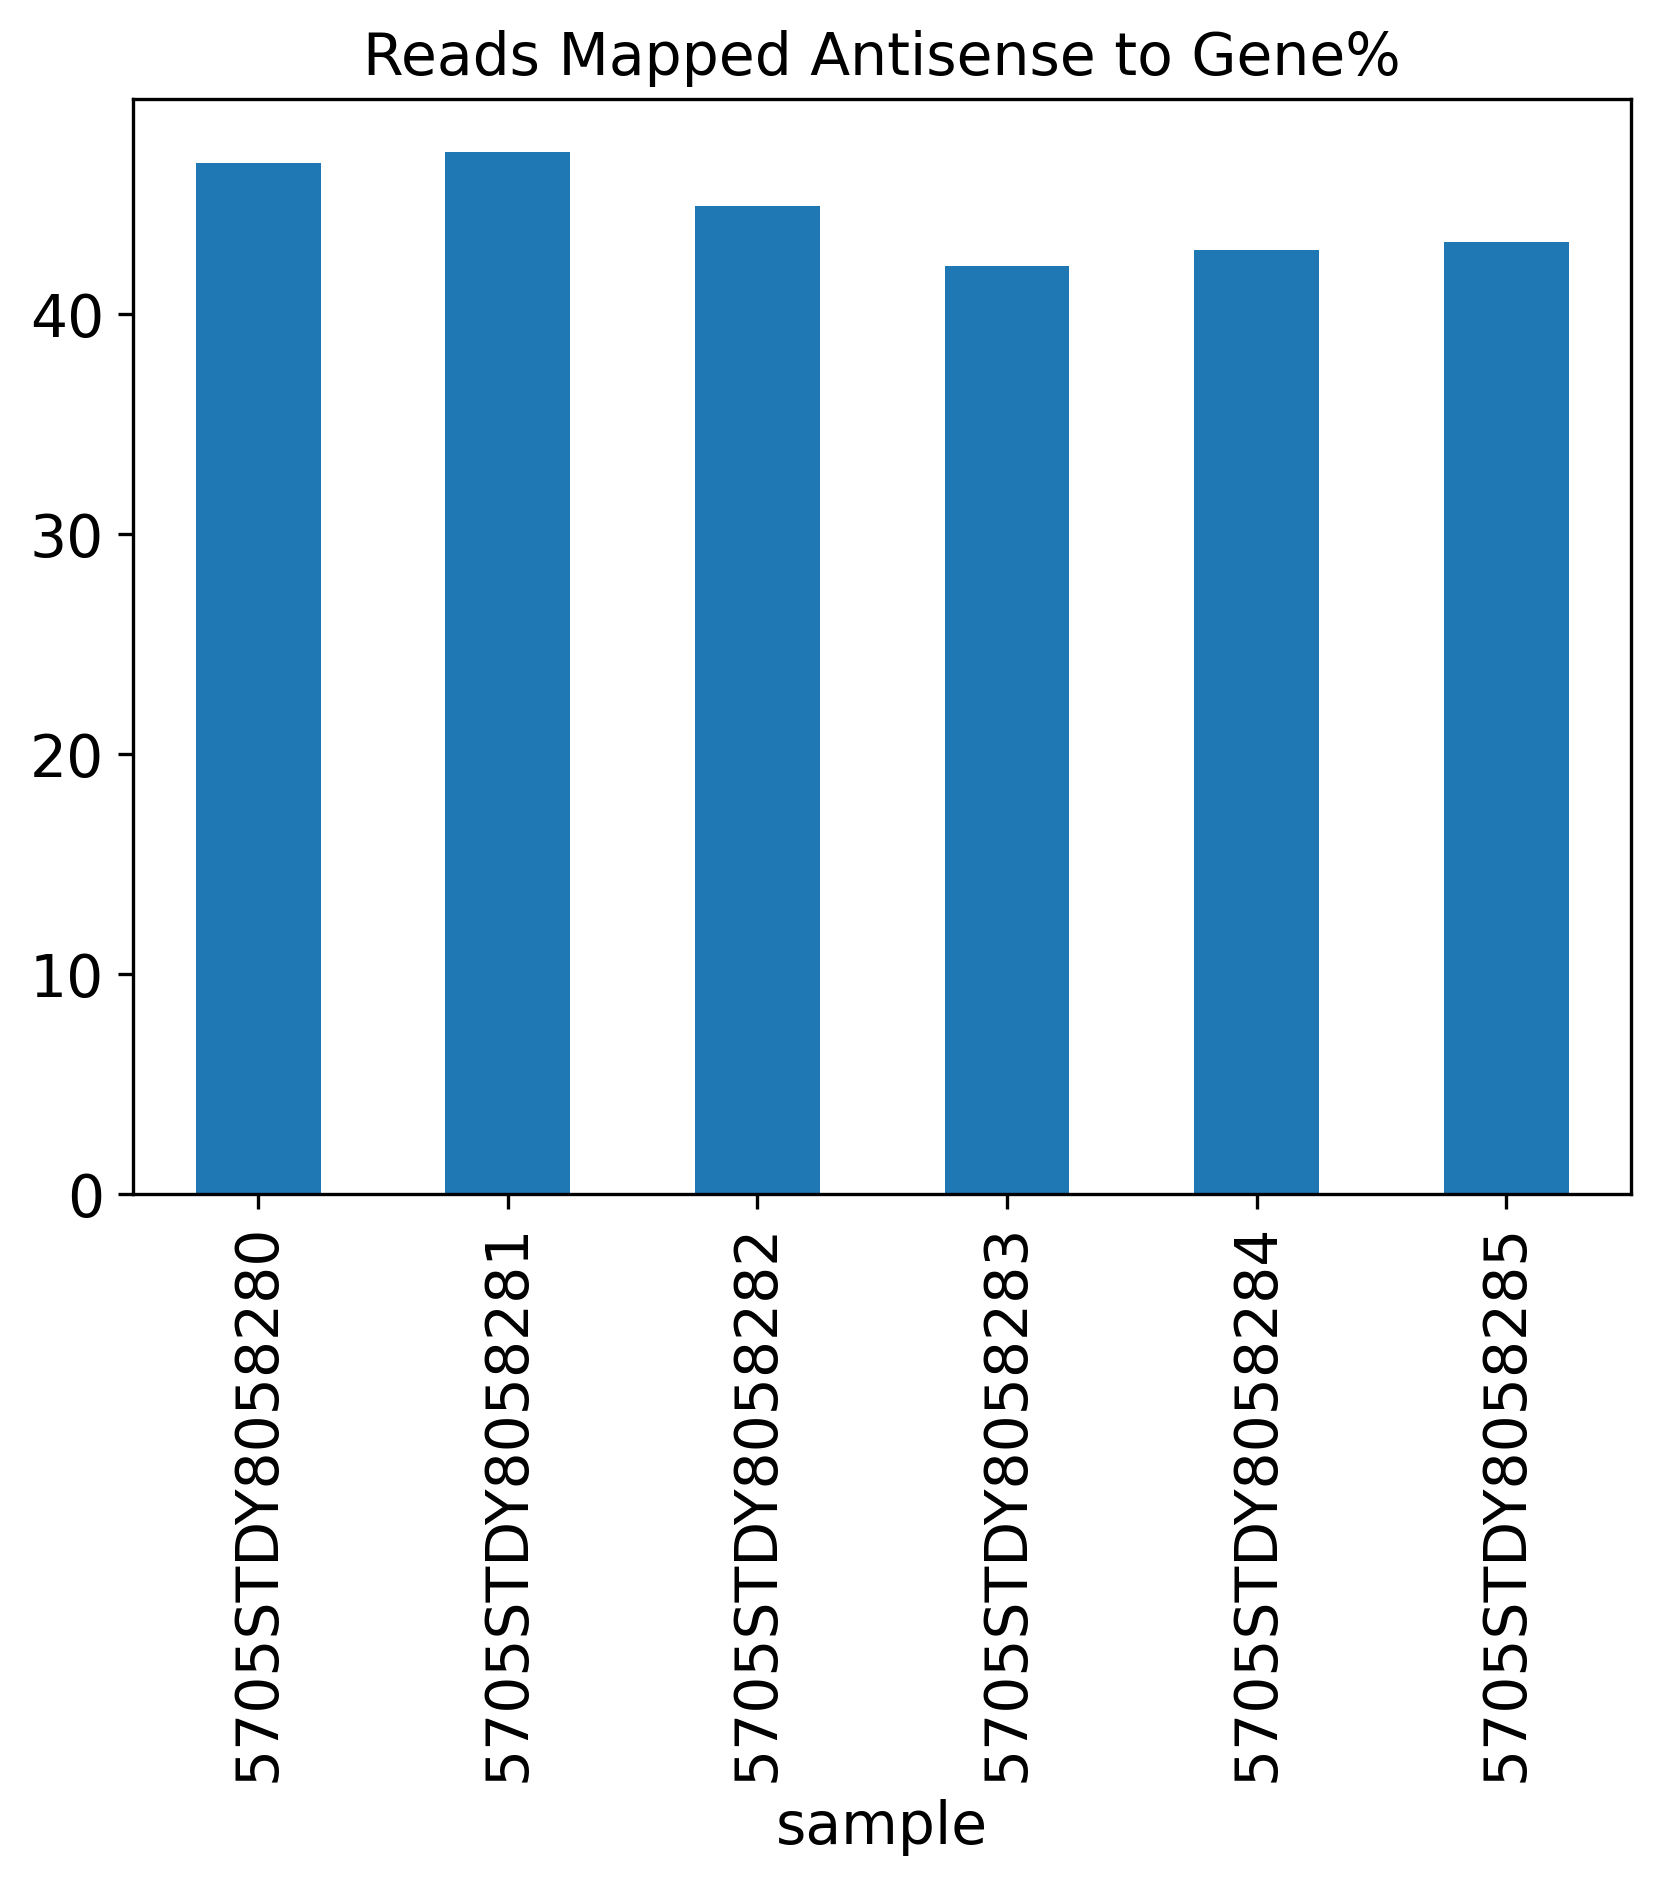 Reads Mapped Antisense to Gene%
40
30
20
10
0
5705STDY8058280
5705STDY8058281
5705STDY8058282
5705STDY8058283
5705STDY8058284
5705STDY8058285
sample